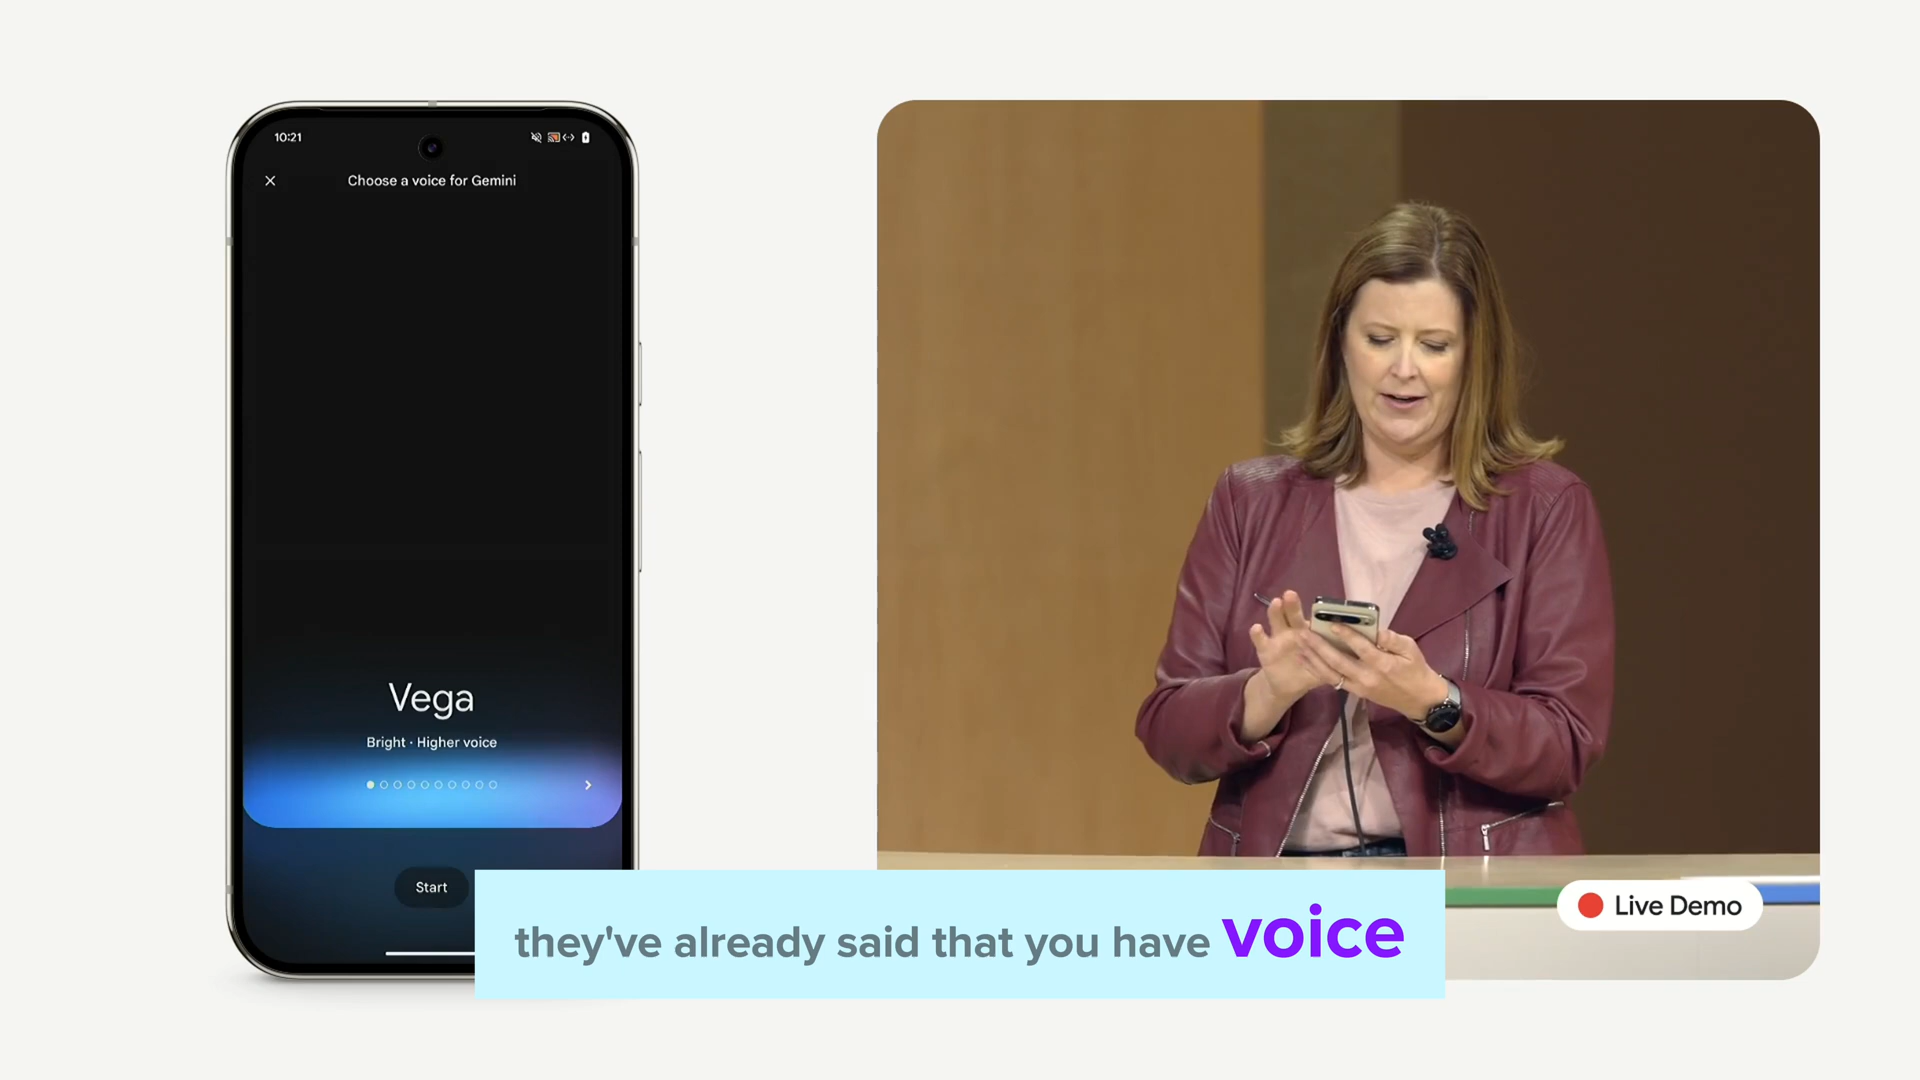 10:21
Choose a voice for Gemini
Vega
Bright · Higher voice
Start
they've already said that you have voice
Live Demo